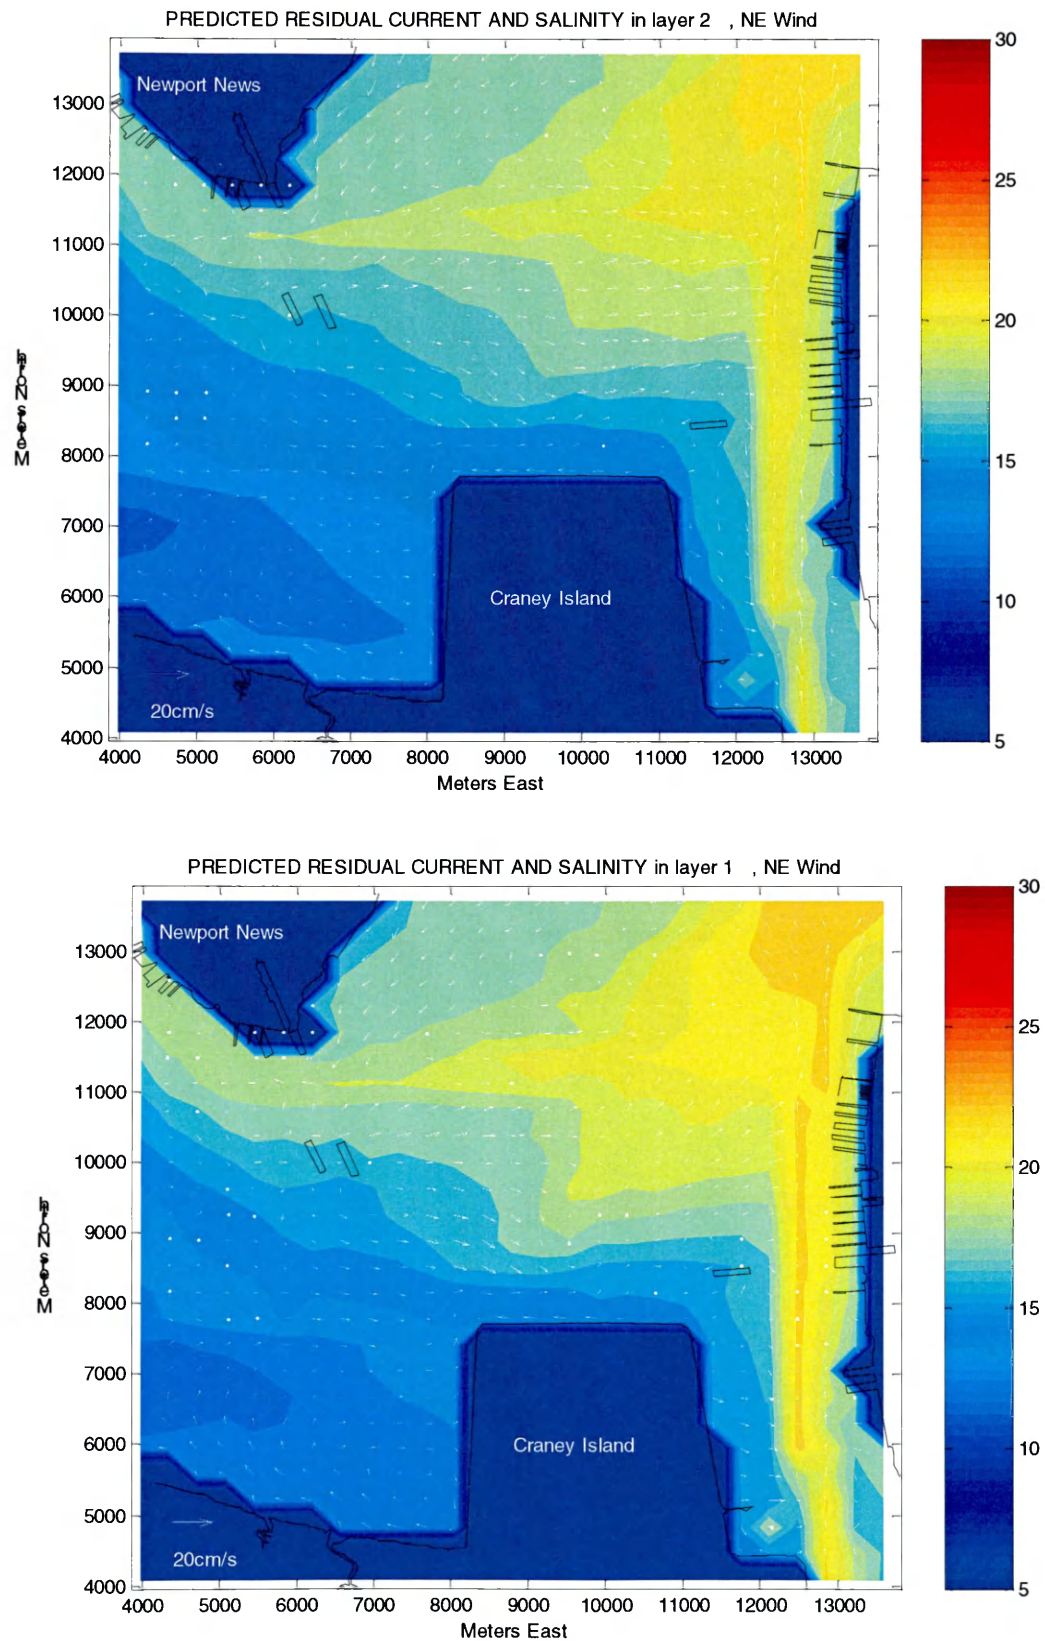 PREDICTED RESIDUAL CURRENT AND SALINITY in layer 2 , NE Wind
Newport News
Craney Island
20cm/s
13000
12000
11000
10000
9000
8000
7000
6000
5000
4000
Meters North
4000 5000 6000 7000 8000 9000 10000 11000 12000 13000
Meters East
30
25
20
15
10
5
PREDICTED RESIDUAL CURRENT AND SALINITY in layer 1 , NE Wind
Newport News
Craney Island
20cm/s
13000
12000
11000
10000
9000
8000
7000
6000
5000
4000
Meters North
4000 5000 6000 7000 8000 9000 10000 11000 12000 13000
Meters East
30
25
20
15
10
5